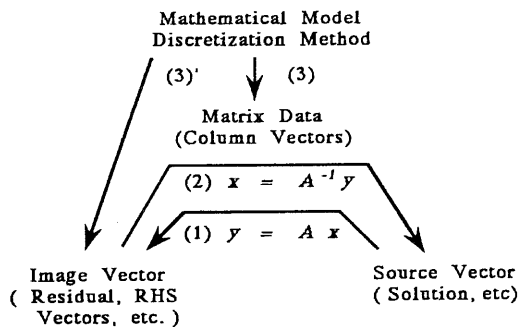 Mathematical Model
Discretization Method
(3)' (3)
Matrix Data
(Column Vectors)
(2) x = A⁻¹ y
(1) y = A x
Image Vector
( Residual, RHS
Vectors, etc. )
Source Vector
( Solution, etc)